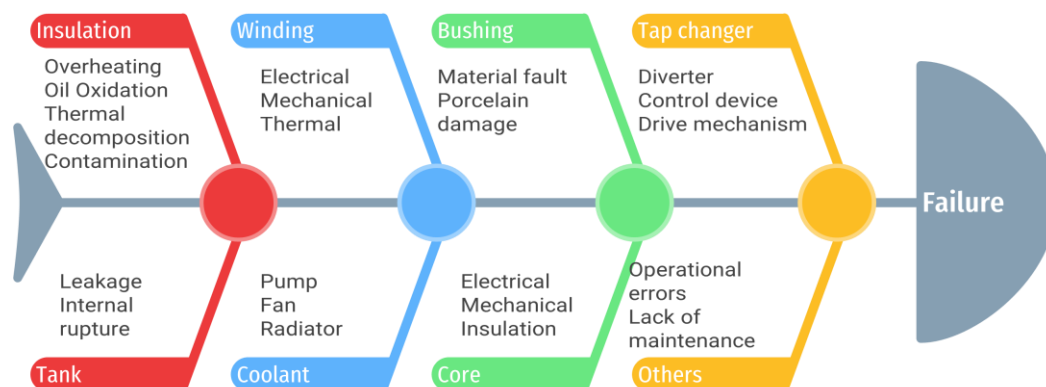 Insulation
Overheating
Oil Oxidation
Thermal
decomposition
Contamination
Winding
Electrical
Mechanical
Thermal
Bushing
Material fault
Porcelain
damage
Tap changer
Diverter
Control device
Drive mechanism
Failure
Leakage
Internal
rupture
Tank
Pump
Fan
Radiator
Coolant
Electrical
Mechanical
Insulation
Core
Operational
errors
Lack of
maintenance
Others